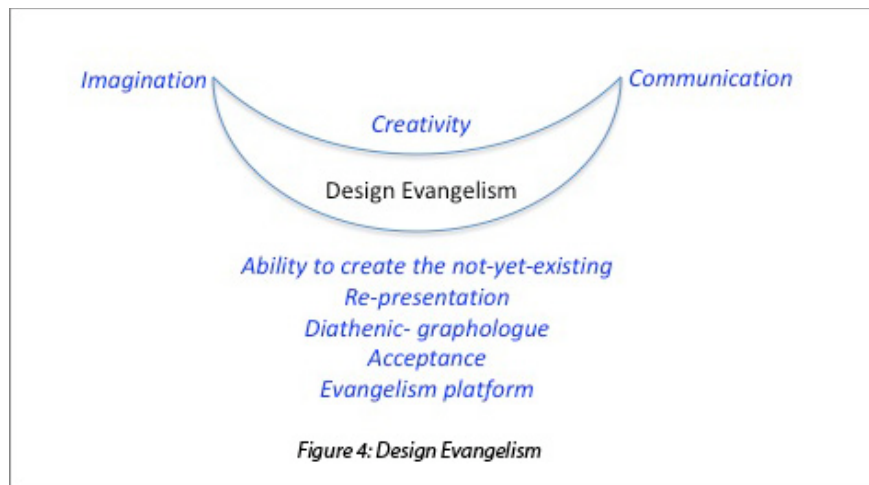 Imagination
Communication
Creativity
Design Evangelism
Ability to create the not-yet-existing
Re-presentation
Diathenic- graphologue
Acceptance
Evangelism platform
Figure 4: Design Evangelism